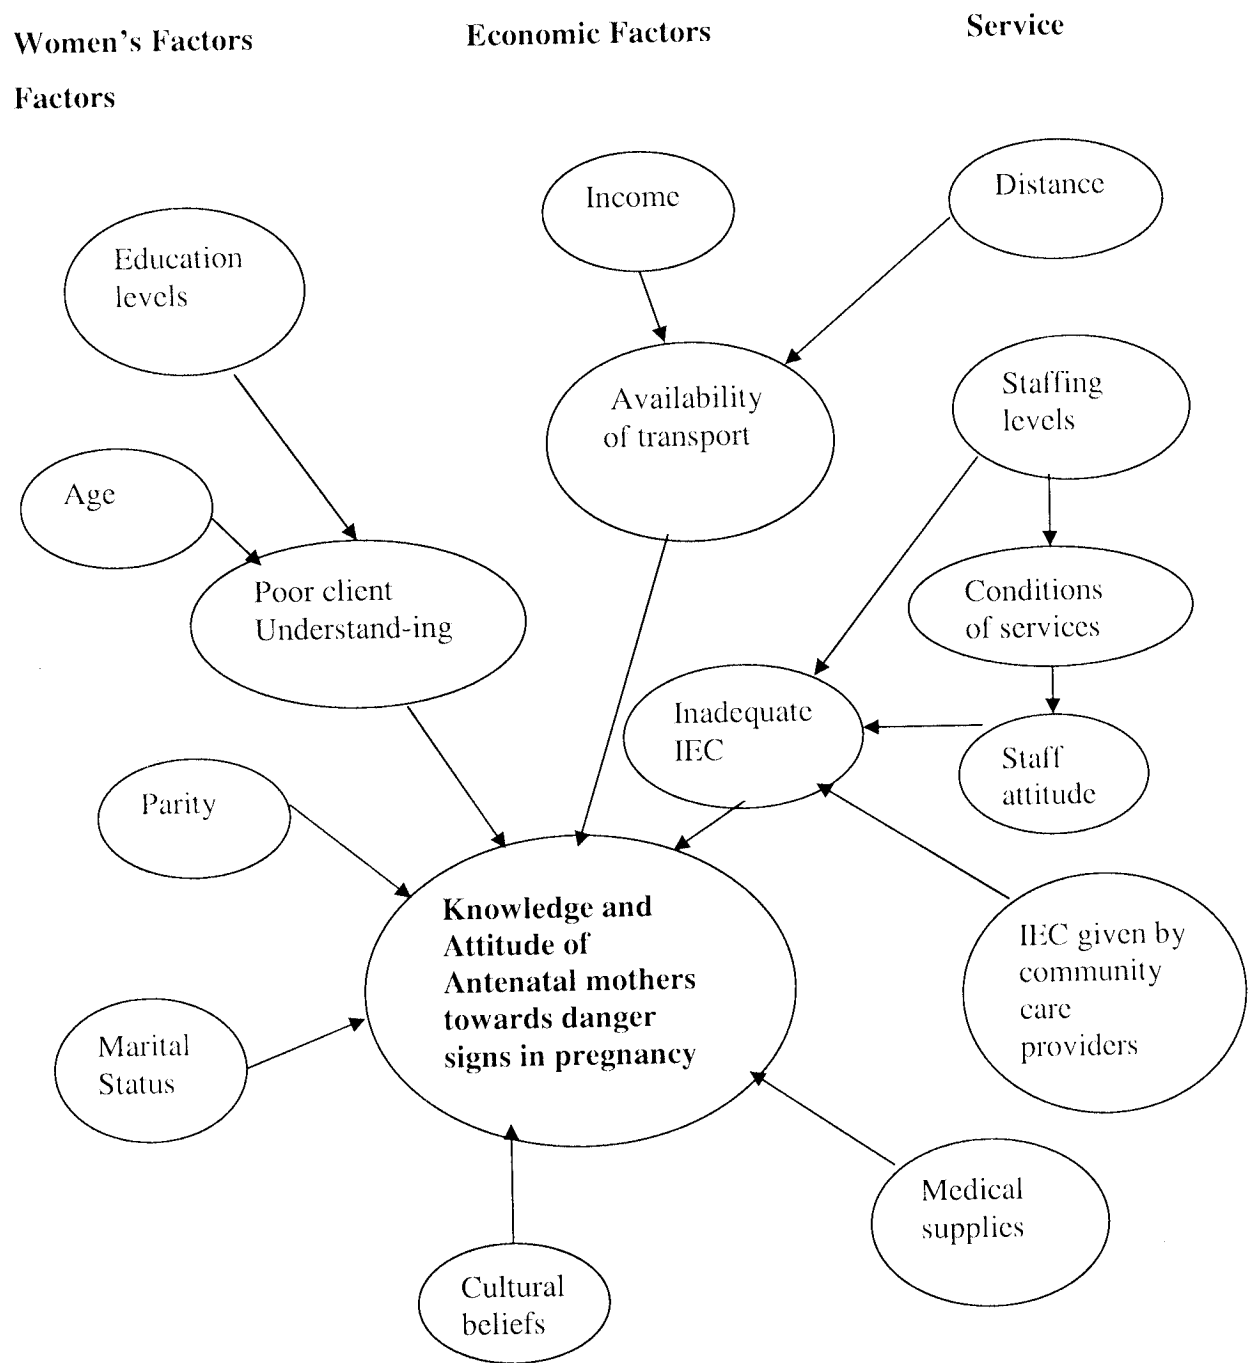 Women's Factors Economic Factors Service
Factors
Income
Distance
Education
levels
Availability
of transport
Staffing
levels
Age
Poor client
Understand-ing
Conditions
of services
Inadequate
IEC
Staff
attitude
Parity
Knowledge and
Attitude of
Antenatal mothers
towards danger
signs in pregnancy
IEC given by
community
care
providers
Marital
Status
Medical
supplies
Cultural
beliefs